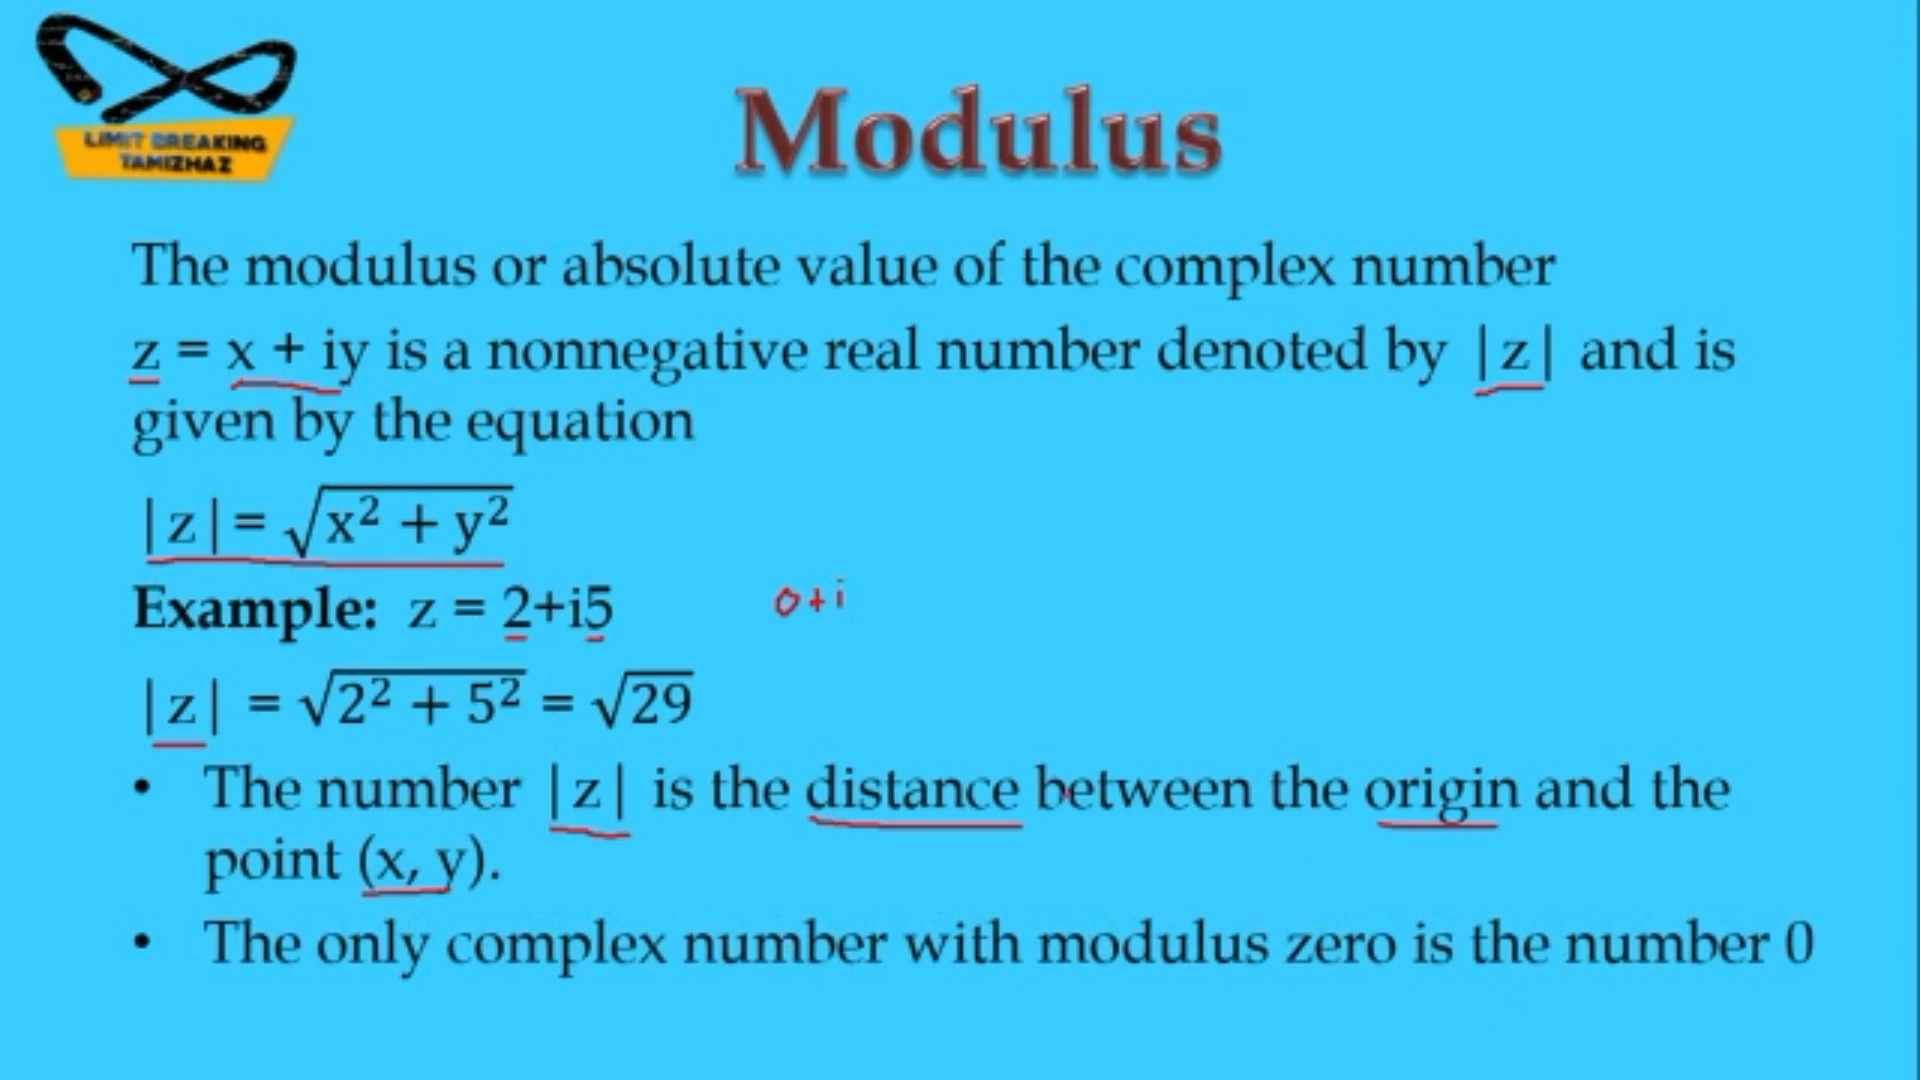 LIMIT BREAKING
TAMIZHAZ
Modulus
The modulus or absolute value of the complex number
z = x + iy is a nonnegative real number denoted by |z| and is
given by the equation
|z|= √x² + y²
Example: z = 2+i5
0+i
|z| = √2² + 5² = √29
• The number |z| is the distance between the origin and the
point (x, y).
• The only complex number with modulus zero is the number 0